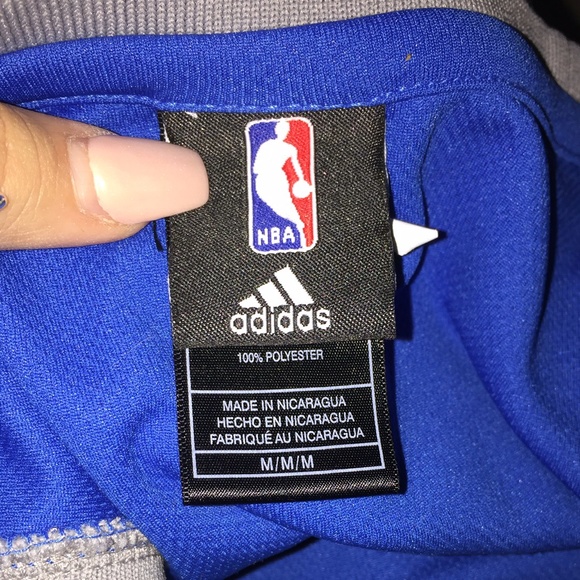 NBA
adidas
100% POLYESTER
MADE IN NICARAGUA
HECHO EN NICARAGUA
FABRIQUÉ AU NICARAGUA
M/M/M